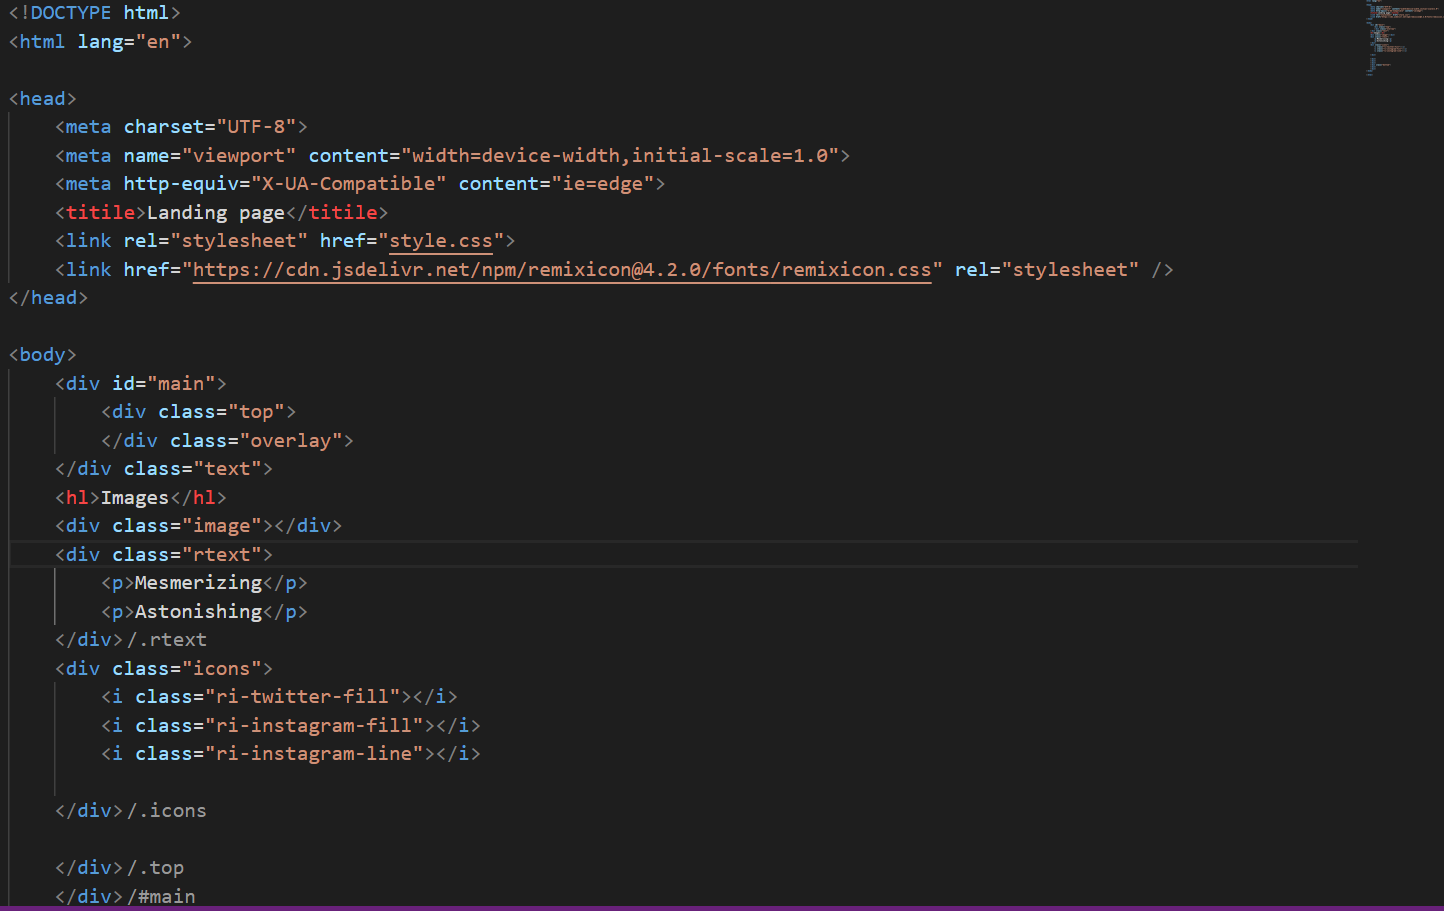 <!DOCTYPE html>
<html lang="en">
<head>
<meta charset="UTF-8">
<meta name="viewport" content="width=device-width,initial-scale=1.0">
<meta http-equiv="X-UA-Compatible" content="ie=edge">
<titile>Landing page</titile>
<link rel="stylesheet" href="style.css">
<link href="https://cdn.jsdelivr.net/npm/remixicon@4.2.0/fonts/remixicon.css" rel="stylesheet" />
</head>
<body>
<div id="main">
<div class="top">
</div class="overlay">
</div class="text">
<hl>Images</hl>
<div class="image"></div>
<div class="rtext">
<p>Mesmerizing</p>
<p>Astonishing</p>
</div>/.rtext
<div class="icons">
<i class="ri-twitter-fill"></i>
<i class="ri-instagram-fill"></i>
<i class="ri-instagram-line"></i>
</div>/.icons
</div>/.top
</div>/#main